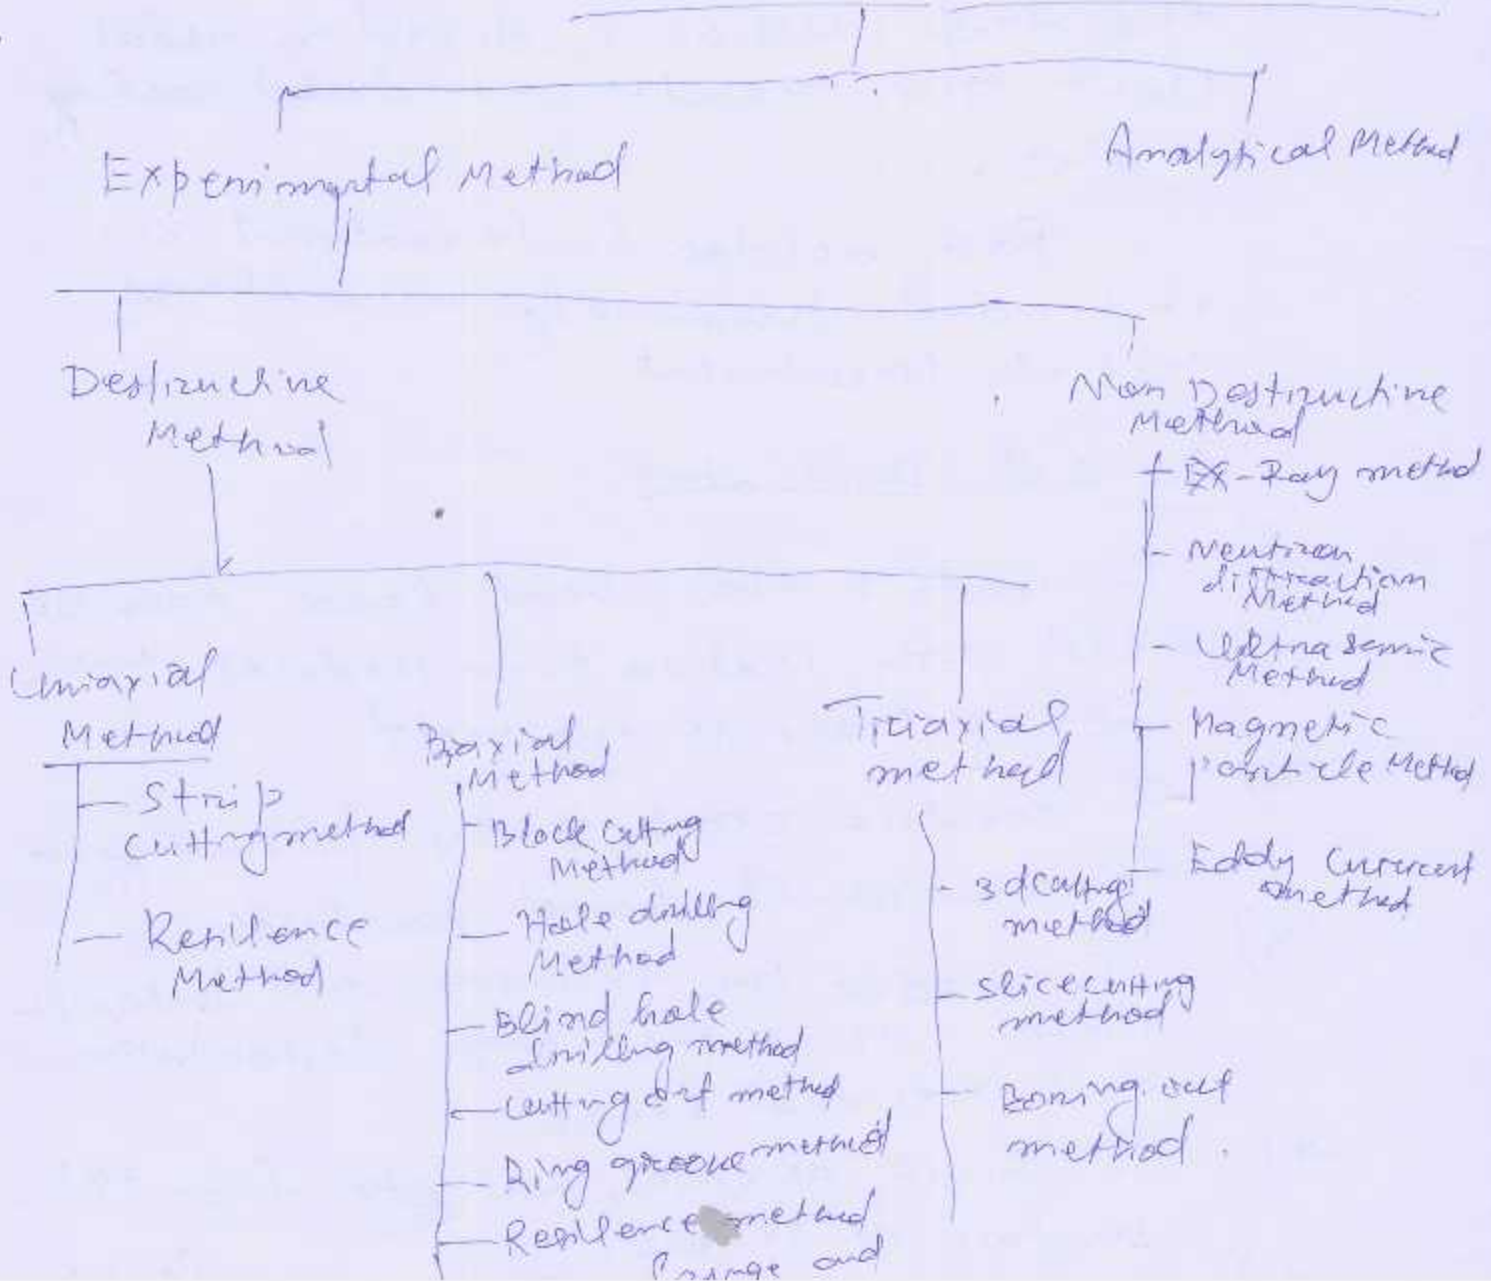 Experimental Method
Analytical Method
Destructive
Method
Non Destructive
Method
X-Ray method
Neutron
diffraction
Method
Ultrasonic
Method
Magnetic
particle Method
Eddy Current
method
Uniaxial
Method
Strip
Cutting method
Resilence
Method
Biaxial
Method
Block Cutting
Method
Hole drilling
Method
Blind hole
drilling method
Cutting out method
Ring groove method
Resilence method
and
Triaxial
method
3d Cutting
method
slice cutting
method
Boring out
method.